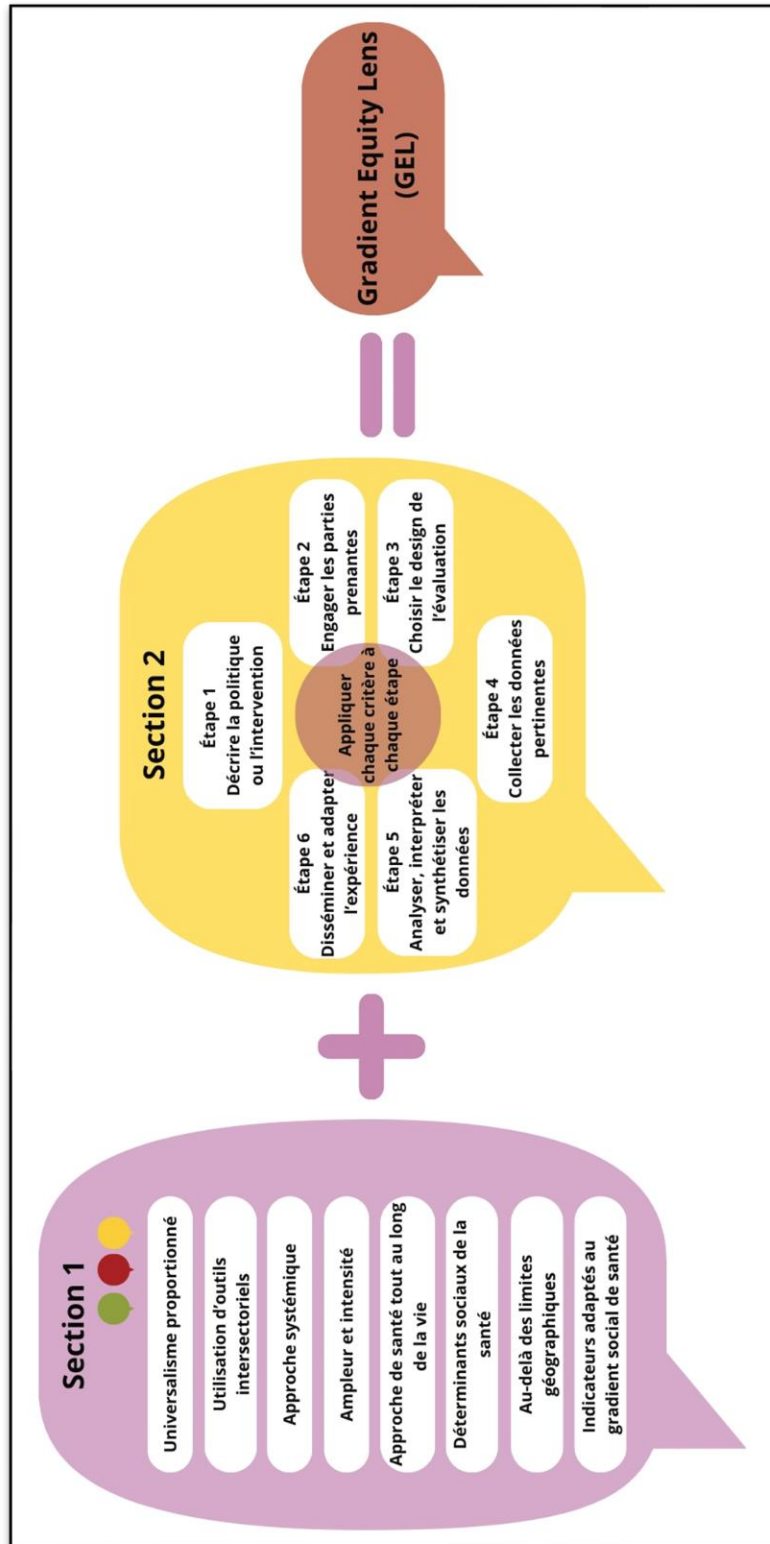 Section 1
Universalisme proportionné
Utilisation d'outils
intersectoriels
Approche systémique
Ampleur et intensité
Approche de santé tout au long
de la vie
Déterminants sociaux de la
santé
Au-delà des limites
géographiques
Indicateurs adaptés au
gradient social de santé
Section 2
Étape 1
Décrire la politique
ou l'intervention
Étape 2
Engager les parties
prenantes
Étape 3
Choisir le design de
l'évaluation
Étape 4
Collecter les données
pertinentes
Étape 5
Analyser, interpréter
et synthétiser les
données
Étape 6
Disséminer et adapter
l'expérience
Appliquer
chaque critère à
chaque étape
Gradient Equity Lens
(GEL)